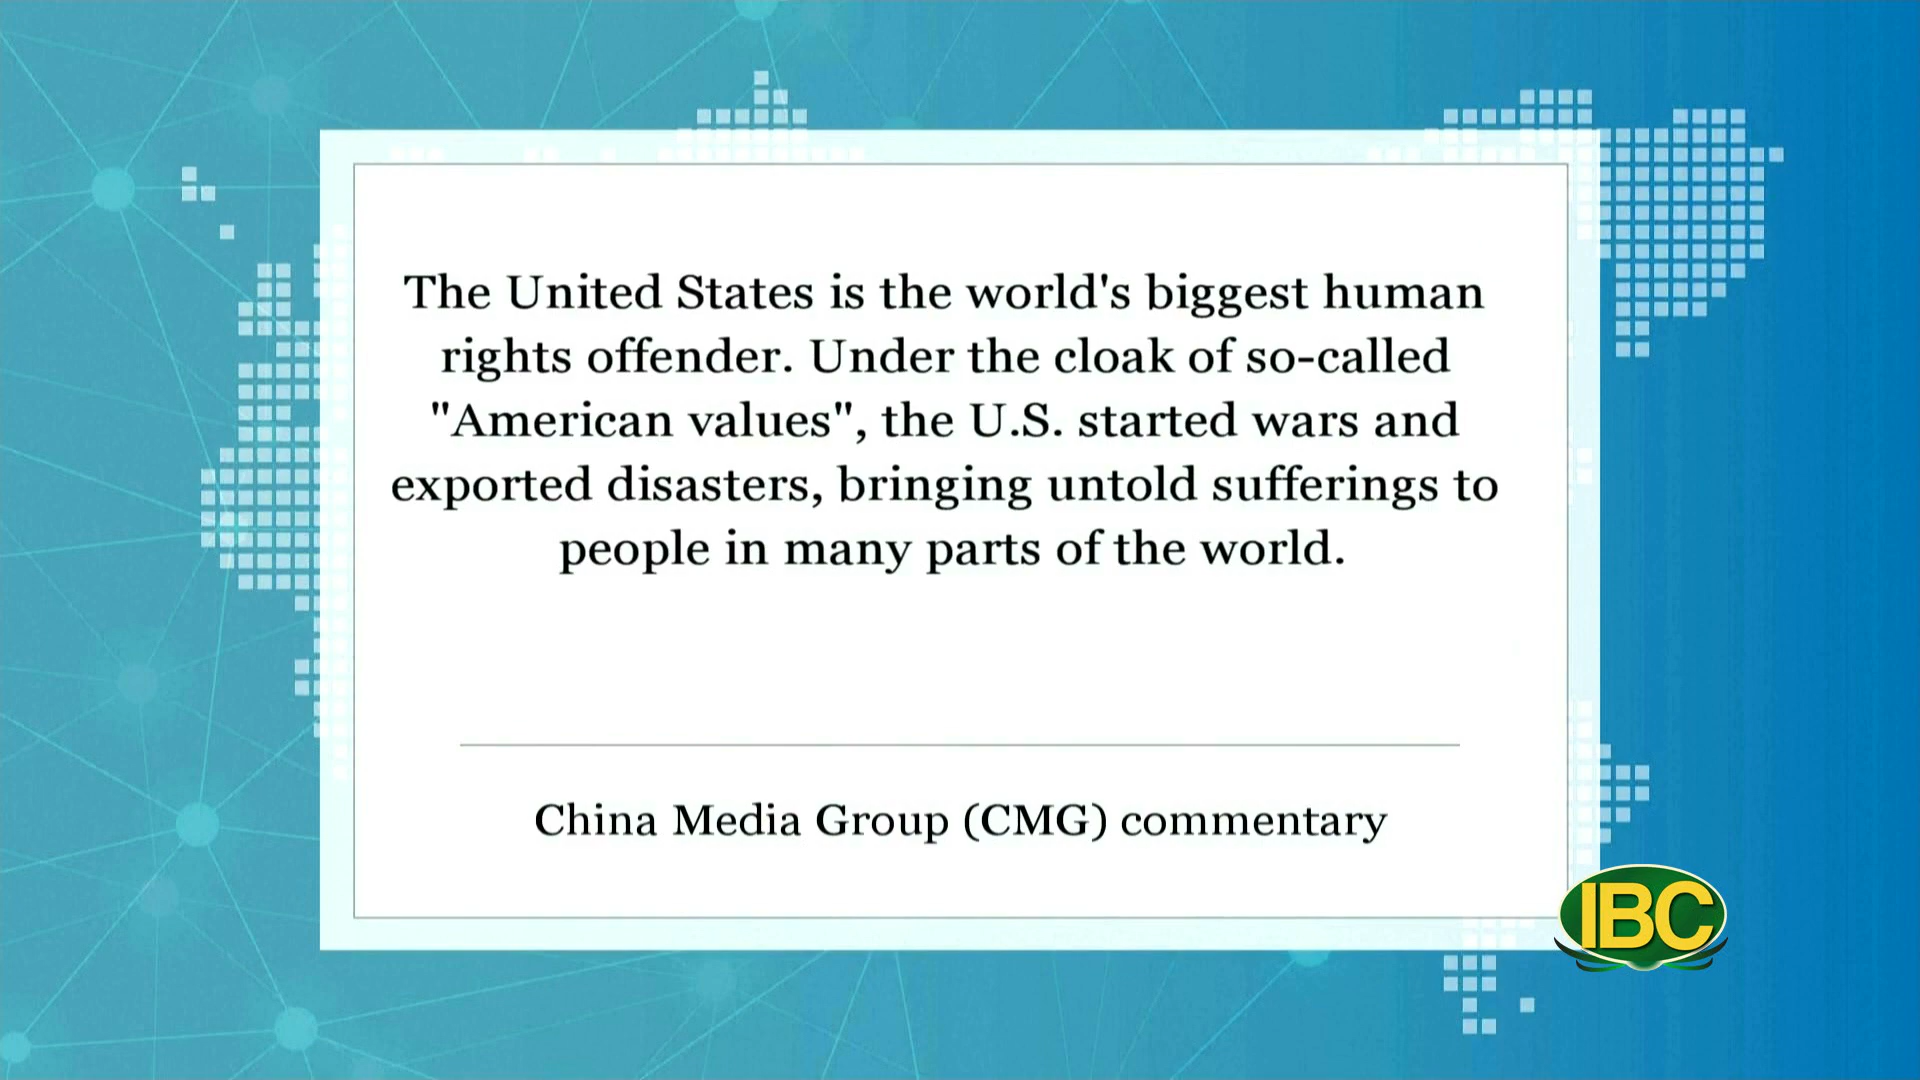 The United States is the world's biggest human
rights offender. Under the cloak of so-called
"American values", the U.S. started wars and
exported disasters, bringing untold sufferings to
people in many parts of the world.
China Media Group (CMG) commentary
IBC